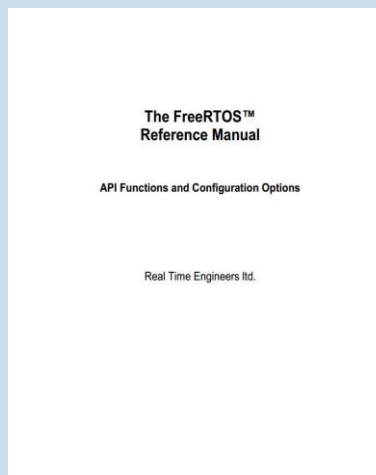 The FreeRTOS™
Reference Manual
API Functions and Configuration Options
Real Time Engineers ltd.